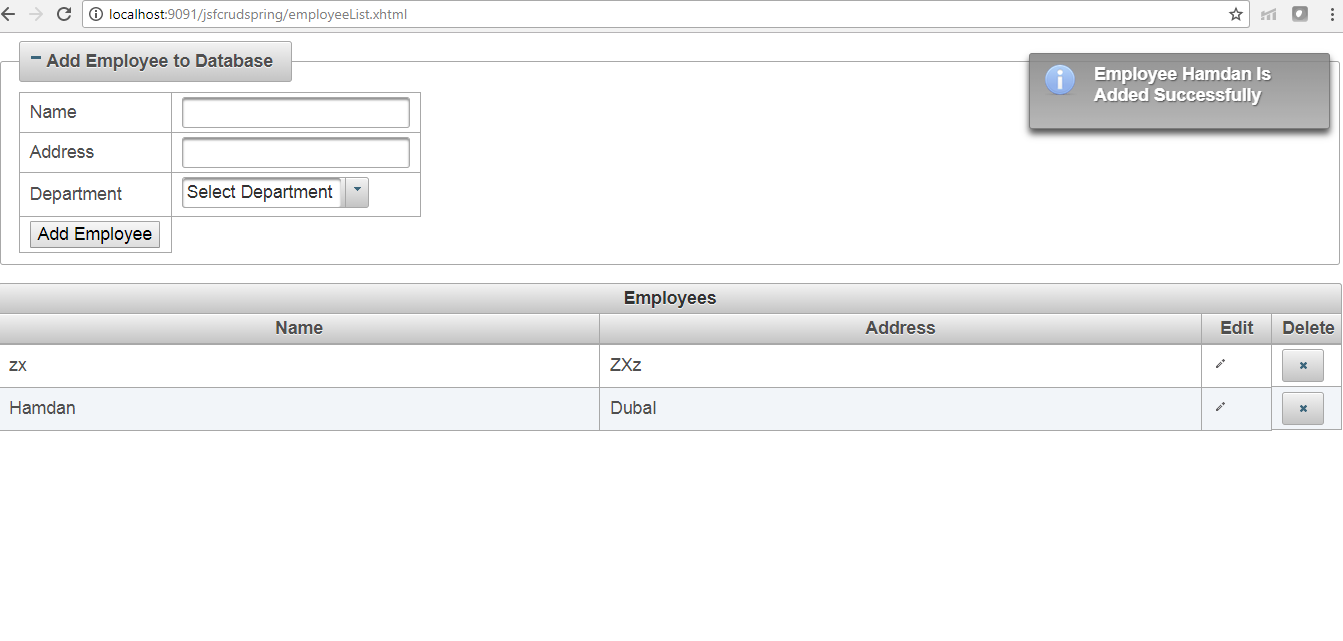 localhost:9091/jsfcrudspring/employeeList.xhtml
Add Employee to Database
Employee Hamdan Is
Added Successfully
Name
Address
Department Select Department
Add Employee
Employees
Name Address Edit Delete
zx ZXz
Hamdan Dubal